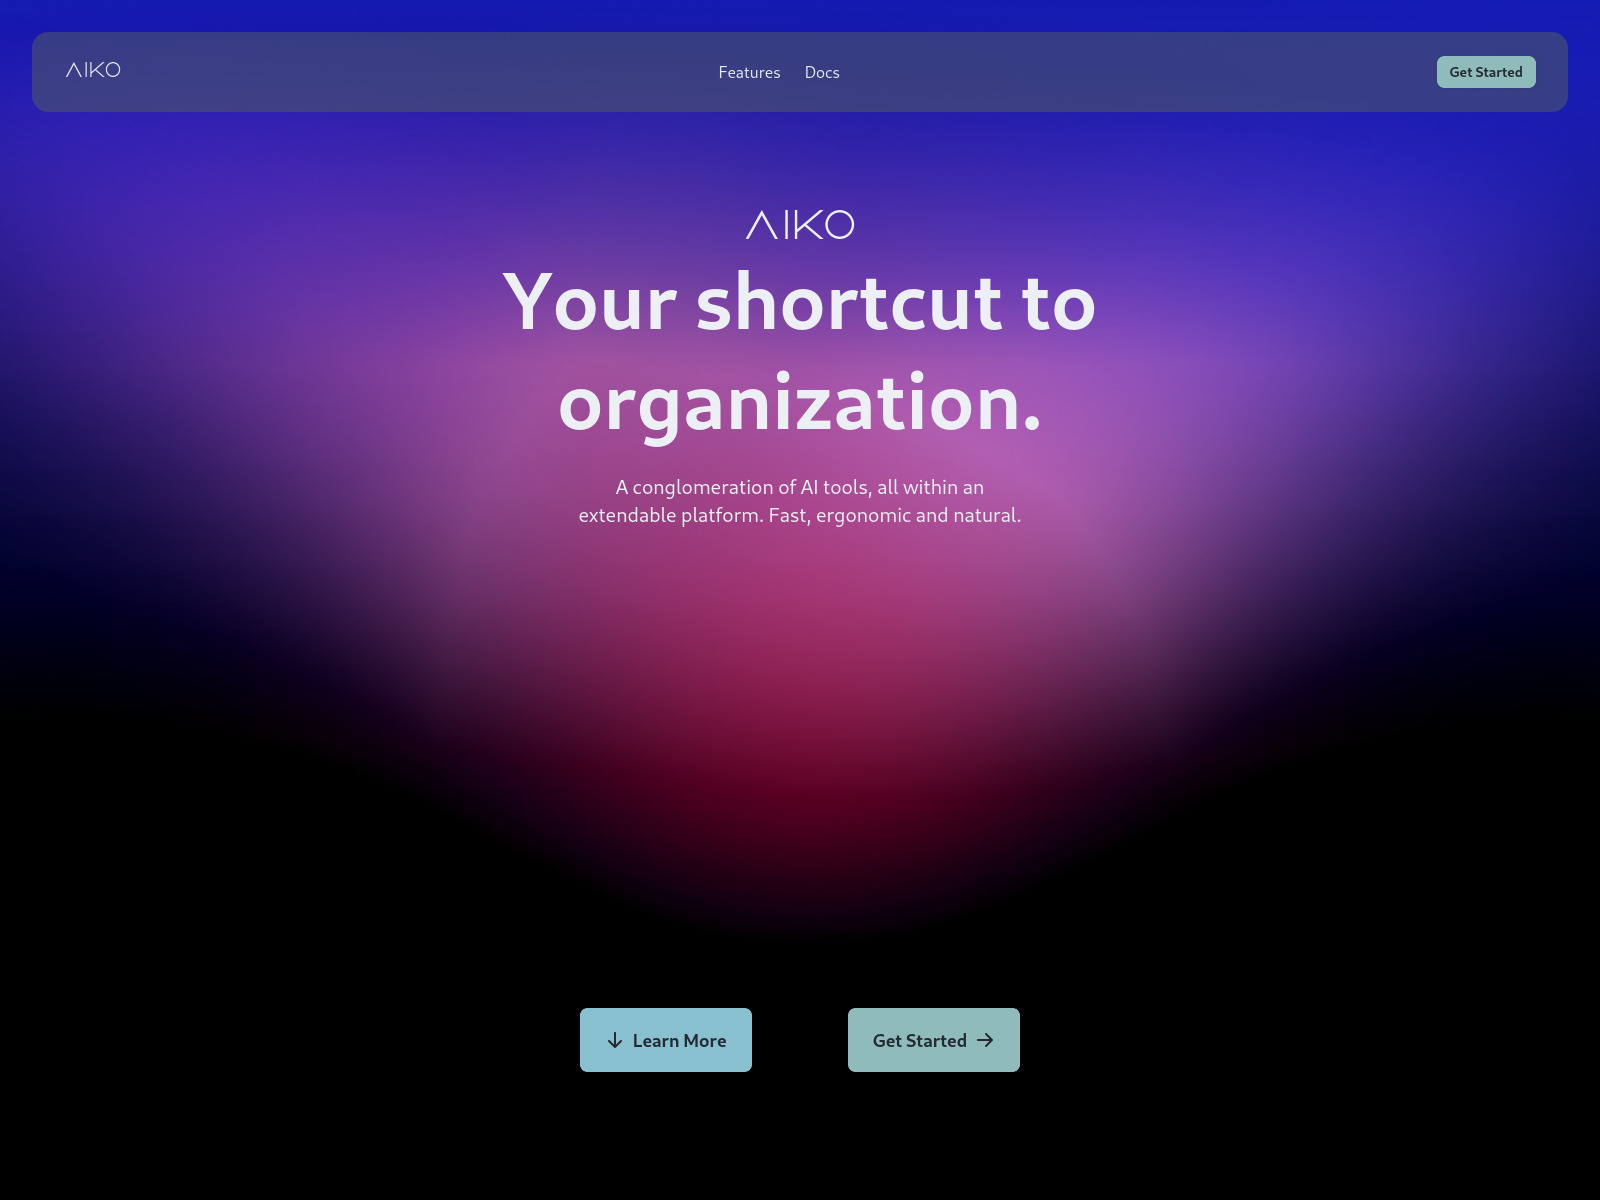 AIKO
Features
Docs
Get Started
AIKO
Your shortcut to
organization.
A conglomeration of AI tools, all within an
extendable platform. Fast, ergonomic and natural.
Learn More
Get Started